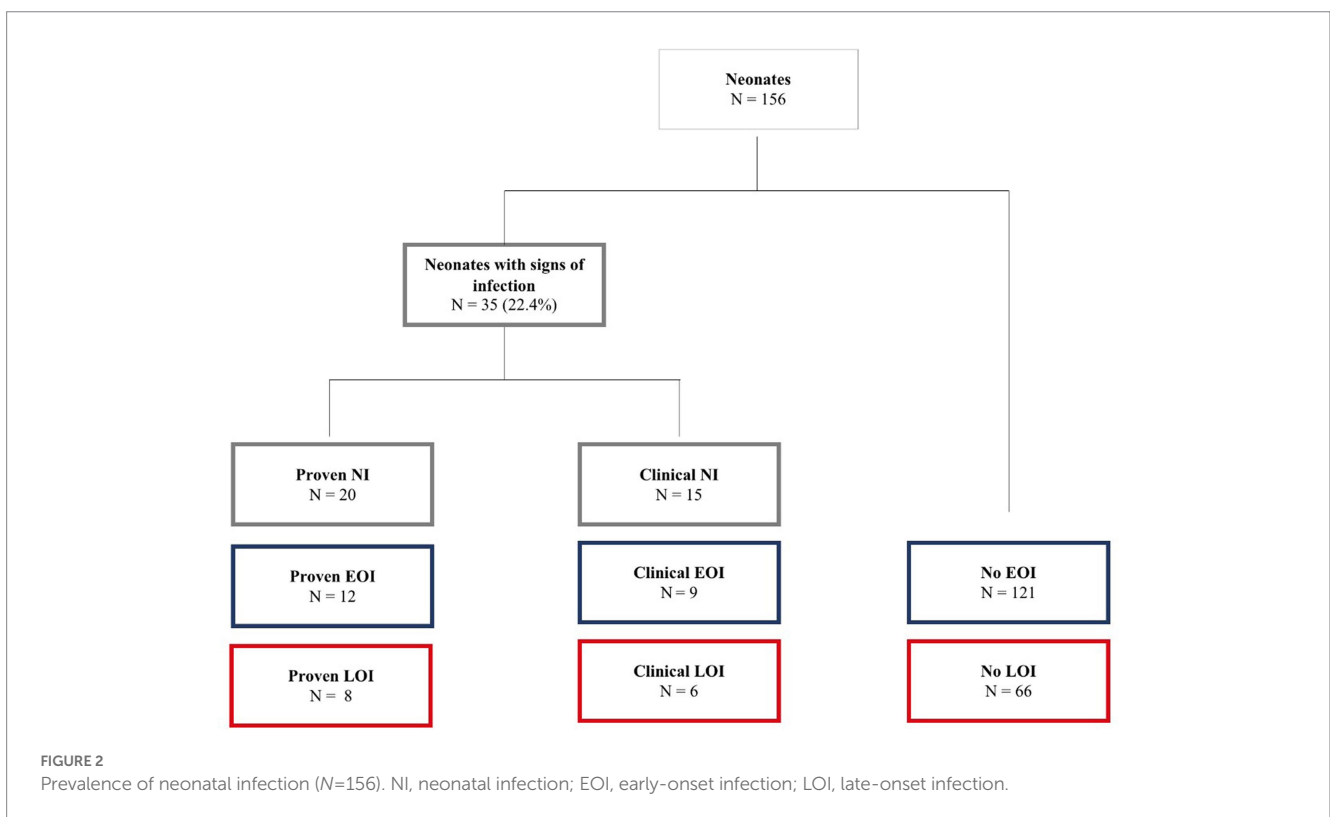 Neonates
N = 156
Neonates with signs of
infection
N = 35 (22.4%)
Proven NI
N = 20
Clinical NI
N = 15
Proven EOI
N = 12
Clinical EOI
N = 9
No EOI
N = 121
Proven LOI
N = 8
Clinical LOI
N = 6
No LOI
N = 66
FIGURE 2
Prevalence of neonatal infection (N=156). NI, neonatal infection; EOI, early-onset infection; LOI, late-onset infection.